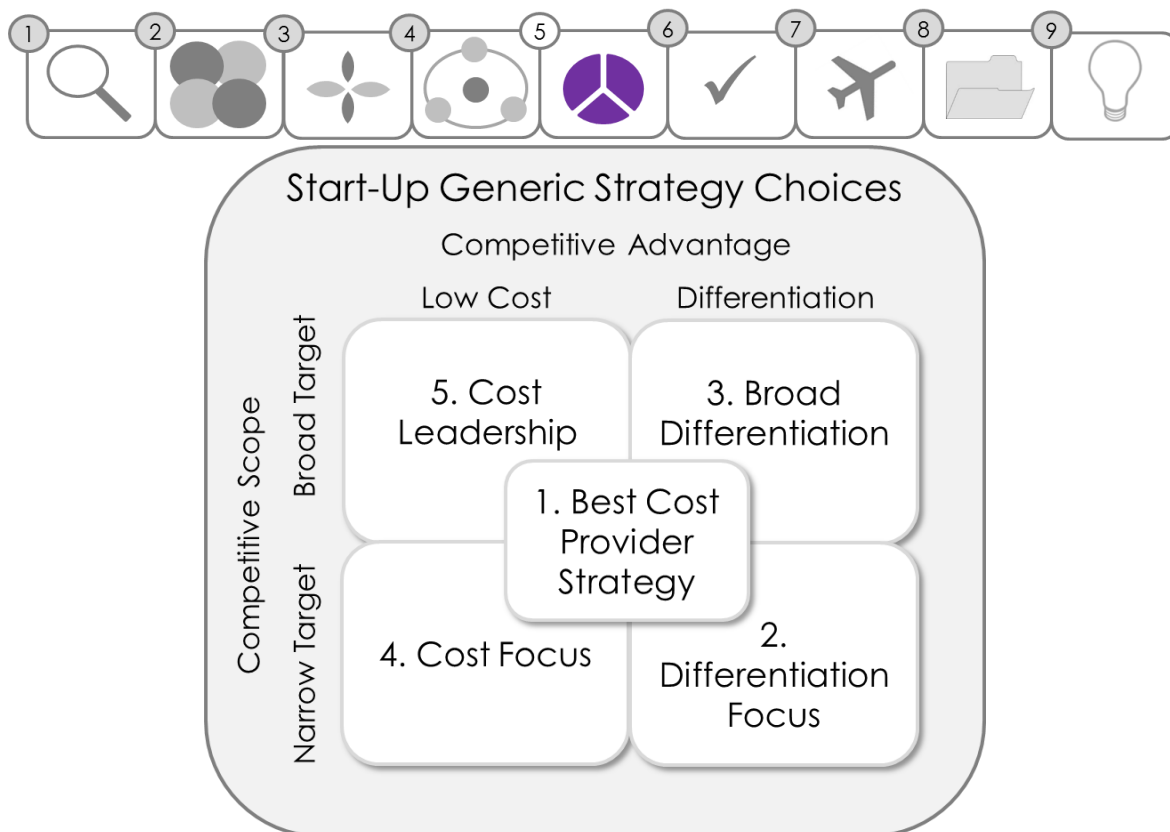 1
2
3
4
5
6
7
8
9
Start-Up Generic Strategy Choices
Competitive Advantage
Low Cost
Differentiation
Competitive Scope
Broad Target
Narrow Target
5. Cost
Leadership
3. Broad
Differentiation
1. Best Cost
Provider
Strategy
4. Cost Focus
2.
Differentiation
Focus